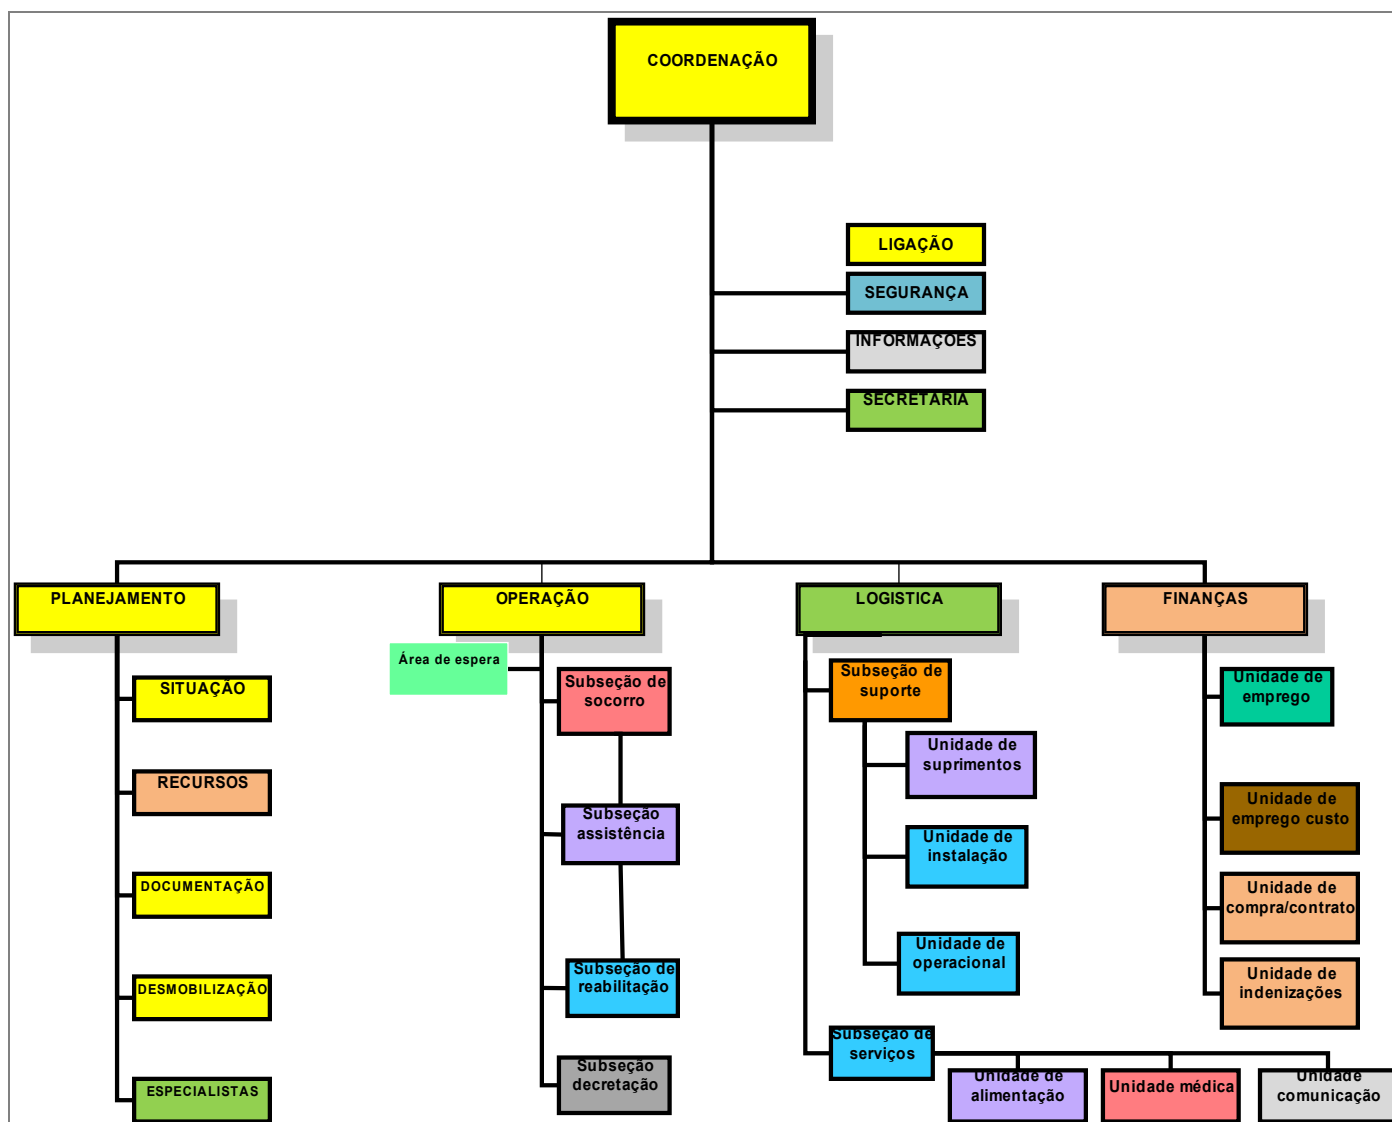 COORDENAÇÃO
LIGAÇÃO
SEGURANÇA
INFORMAÇOES
SECRETARIA
PLANEJAMENTO
OPERAÇÃO
LOGISTICA
FINANÇAS
SITUAÇÃO
RECURSOS
DOCUMENTAÇÃO
DESMOBILIZAÇÃO
ESPECIALISTAS
Área de espera
Subseção de
socorro
Subseção
assistência
Subseção de
reabilitação
Subseção
decretação
Subseção de
suporte
Unidade de
suprimentos
Unidade de
instalação
Unidade de
operacional
Subseção de
serviços
Unidade de
alimentação
Unidade médica
Unidade
comunicação
Unidade de
emprego
Unidade de
emprego custo
Unidade de
compra/contrato
Unidade de
indenizações